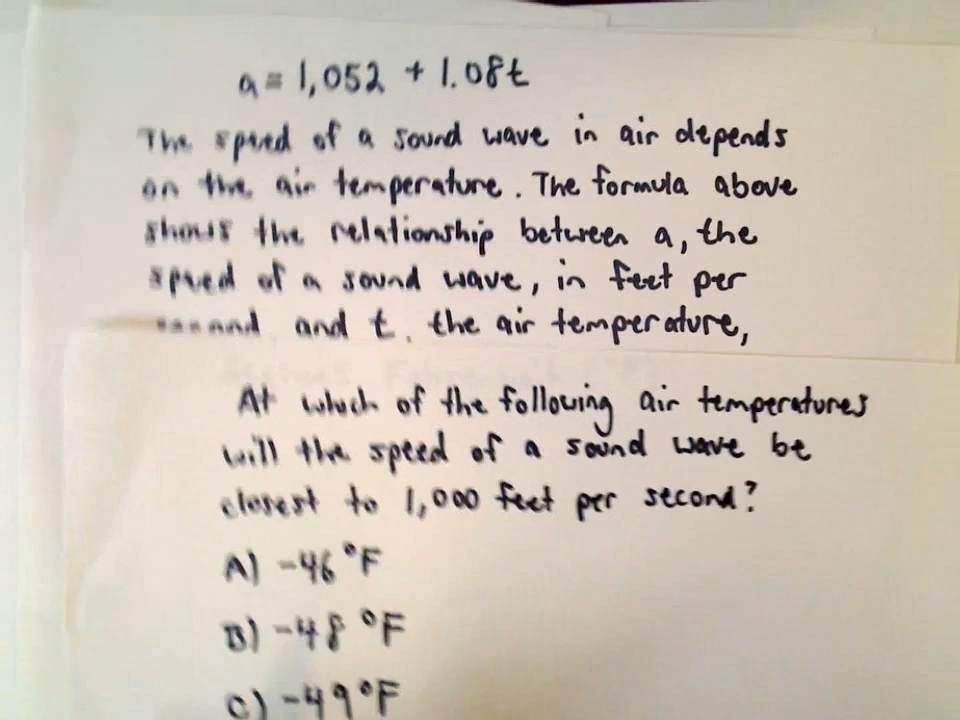 a = 1,052 + 1.08t
The speed of a sound wave in air depends
on the air temperature. The formula above
shows the relationship between a, the
speed of a sound wave, in feet per
second and t, the air temperature,
At which of the following air temperatures
will the speed of a sound wave be
closest to 1,000 feet per second?
A) -46 °F
B) -48 °F
C) -49 °F